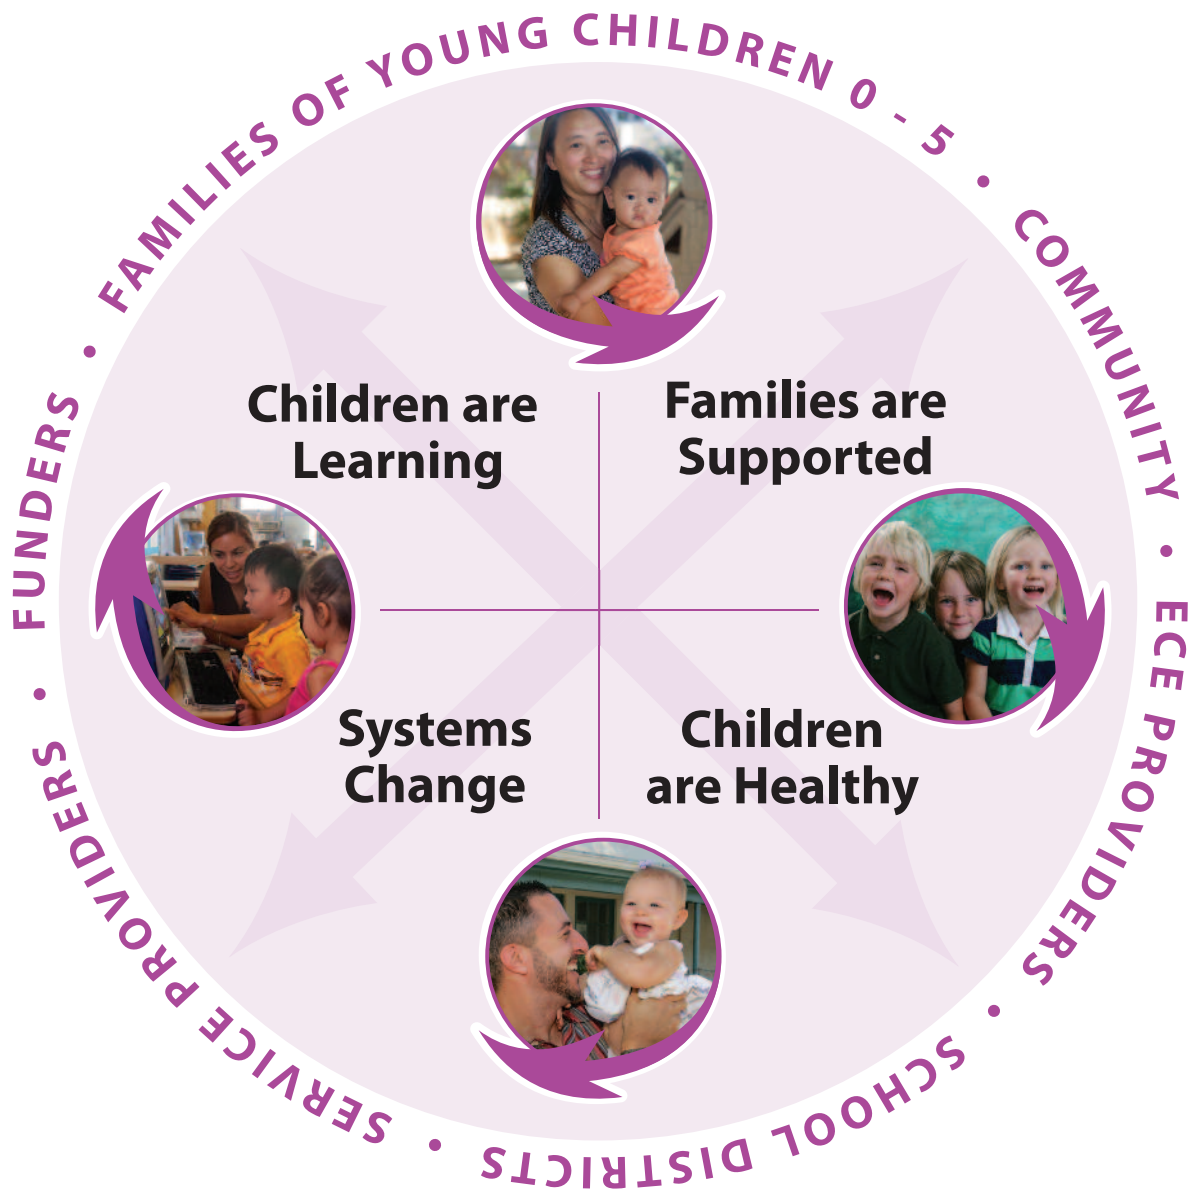 FAMILIES OF YOUNG CHILDREN 0 - 5 • COMMUNITY • ECE PROVIDERS • SCHOOL DISTRICTS • SERVICE PROVIDERS • FUNDERS •
Children are
Learning
Families are
Supported
Systems
Change
Children
are Healthy